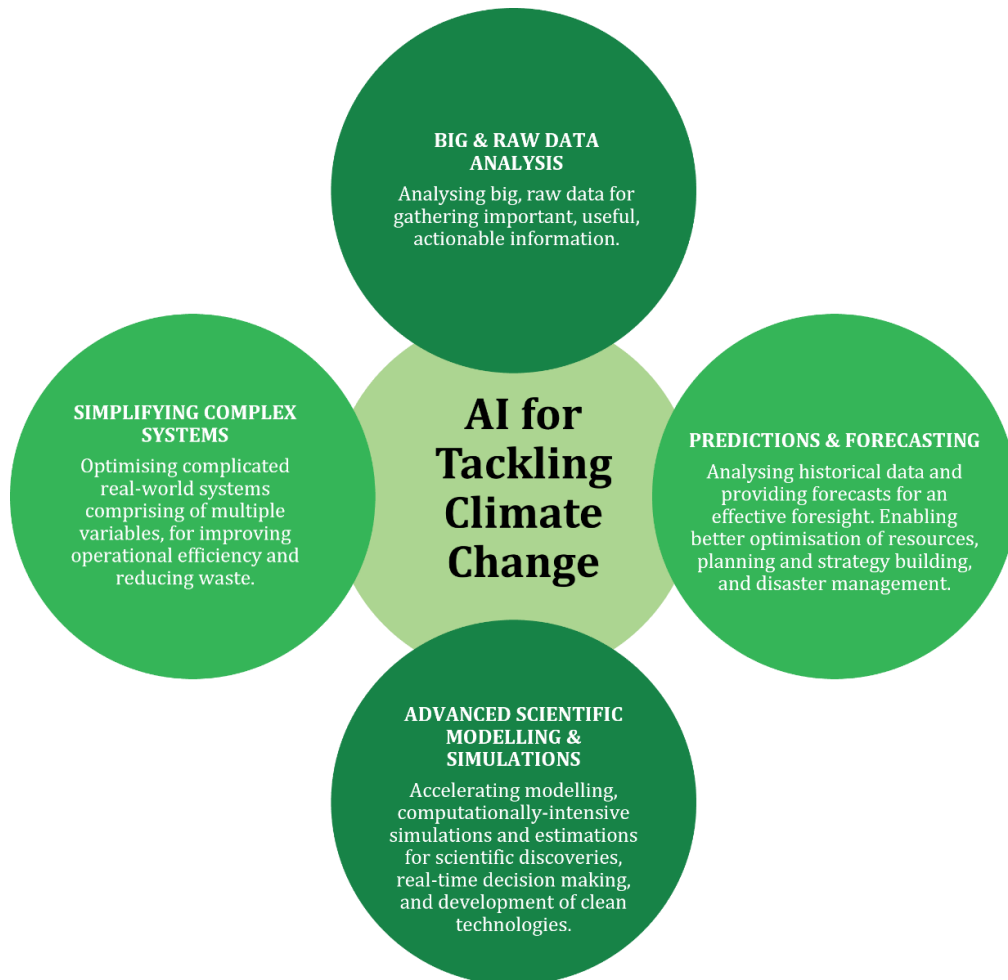 BIG & RAW DATA
ANALYSIS
Analysing big, raw data for
gathering important, useful,
actionable information.
SIMPLIFYING COMPLEX
SYSTEMS
Optimising complicated
real-world systems
comprising of multiple
variables, for improving
operational efficiency and
reducing waste.
AI for
Tackling
Climate
Change
PREDICTIONS & FORECASTING
Analysing historical data and
providing forecasts for an
effective foresight. Enabling
better optimisation of resources,
planning and strategy building,
and disaster management.
ADVANCED SCIENTIFIC
MODELLING &
SIMULATIONS
Accelerating modelling,
computationally-intensive
simulations and estimations
for scientific discoveries,
real-time decision making,
and development of clean
technologies.